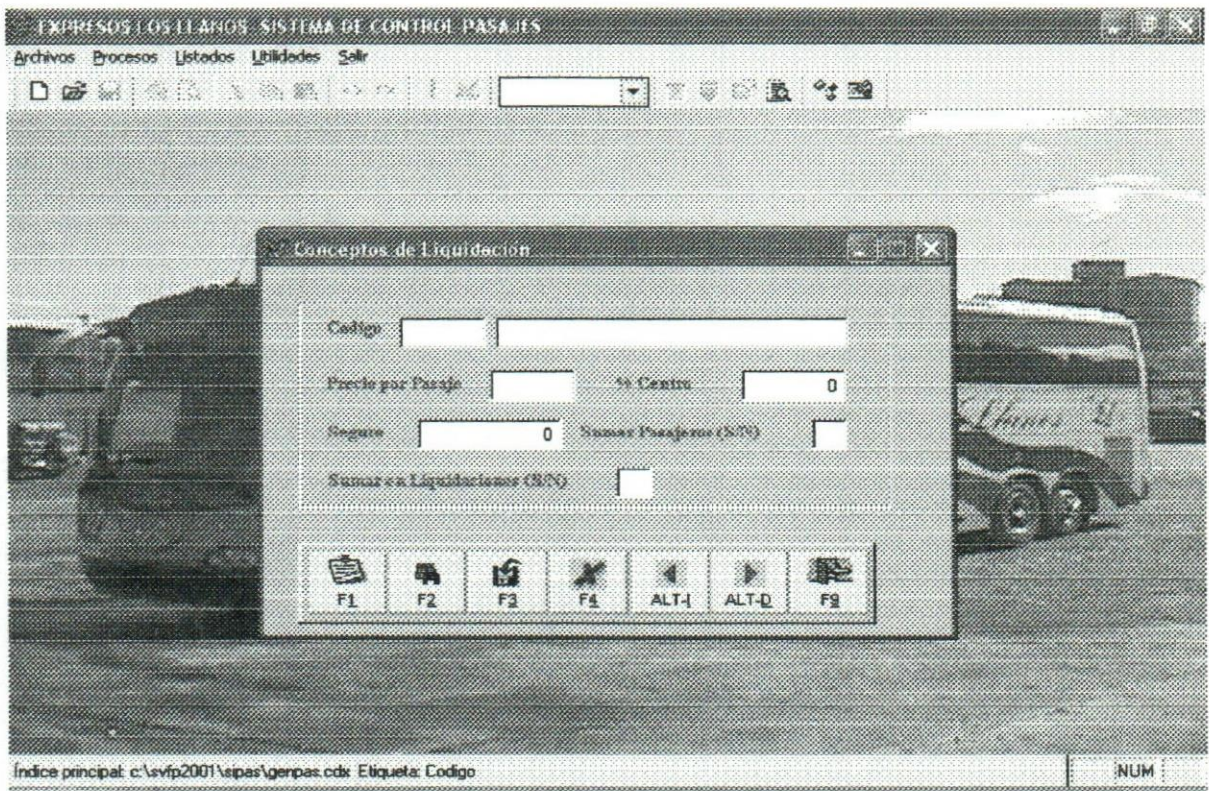 EXPRESOS LOS LLANOS SISTEMA DE CONTROL PASAJES
Archivos Procesos Listados Utilidades Salir
Conceptos de Liquidación
Codigo
Precio por Pasaje % Centro 0
Seguro 0 Sumar Pasajeros (S/N)
Sumar en Liquidaciones (S/N)
F1 F2 F3 F4 ALT-I ALT-D F9
Llanos
Índice principal: c:\svfp2001\sipas\genpas.cdx Etiqueta: Codigo NUM